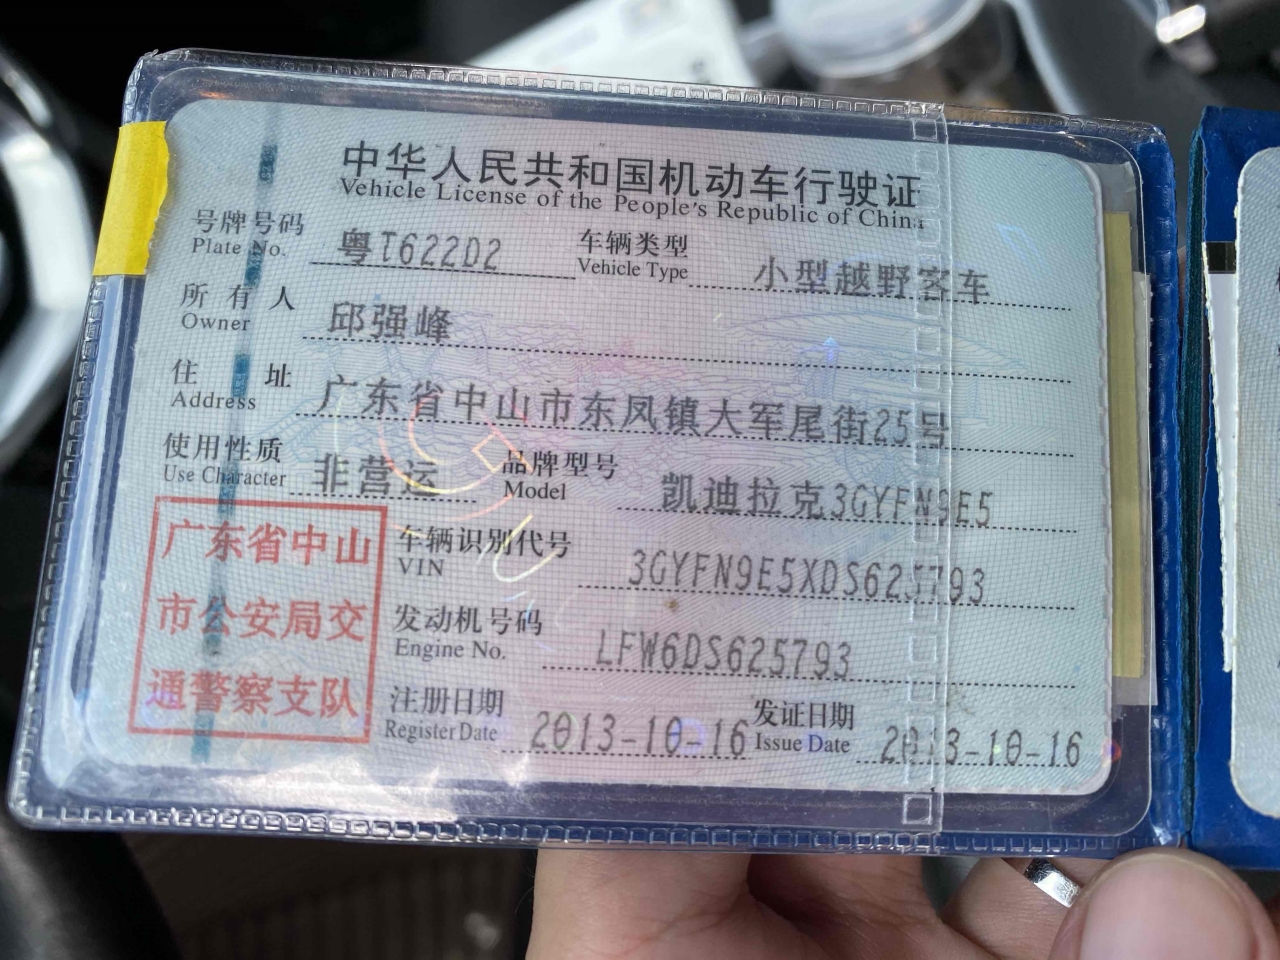 中华人民共和国机动车行驶证
Vehicle License of the People's Republic of China
号牌号码 粤T622D2 车辆类型 小型越野客车
Plate No. Vehicle Type
所有人 邱强峰
Owner
住址 广东省中山市东凤镇大军尾街25号
Address
使用性质 非营运 品牌型号 凯迪拉克3GYFN9E5
Use Character Model
广东省中山
市公安局交
通警察支队
车辆识别代号 3GYFN9E5XDS625793
VIN
发动机号码 LFW6DS625793
Engine No.
注册日期 2013-10-16 发证日期 2013-10-16
Register Date Issue Date